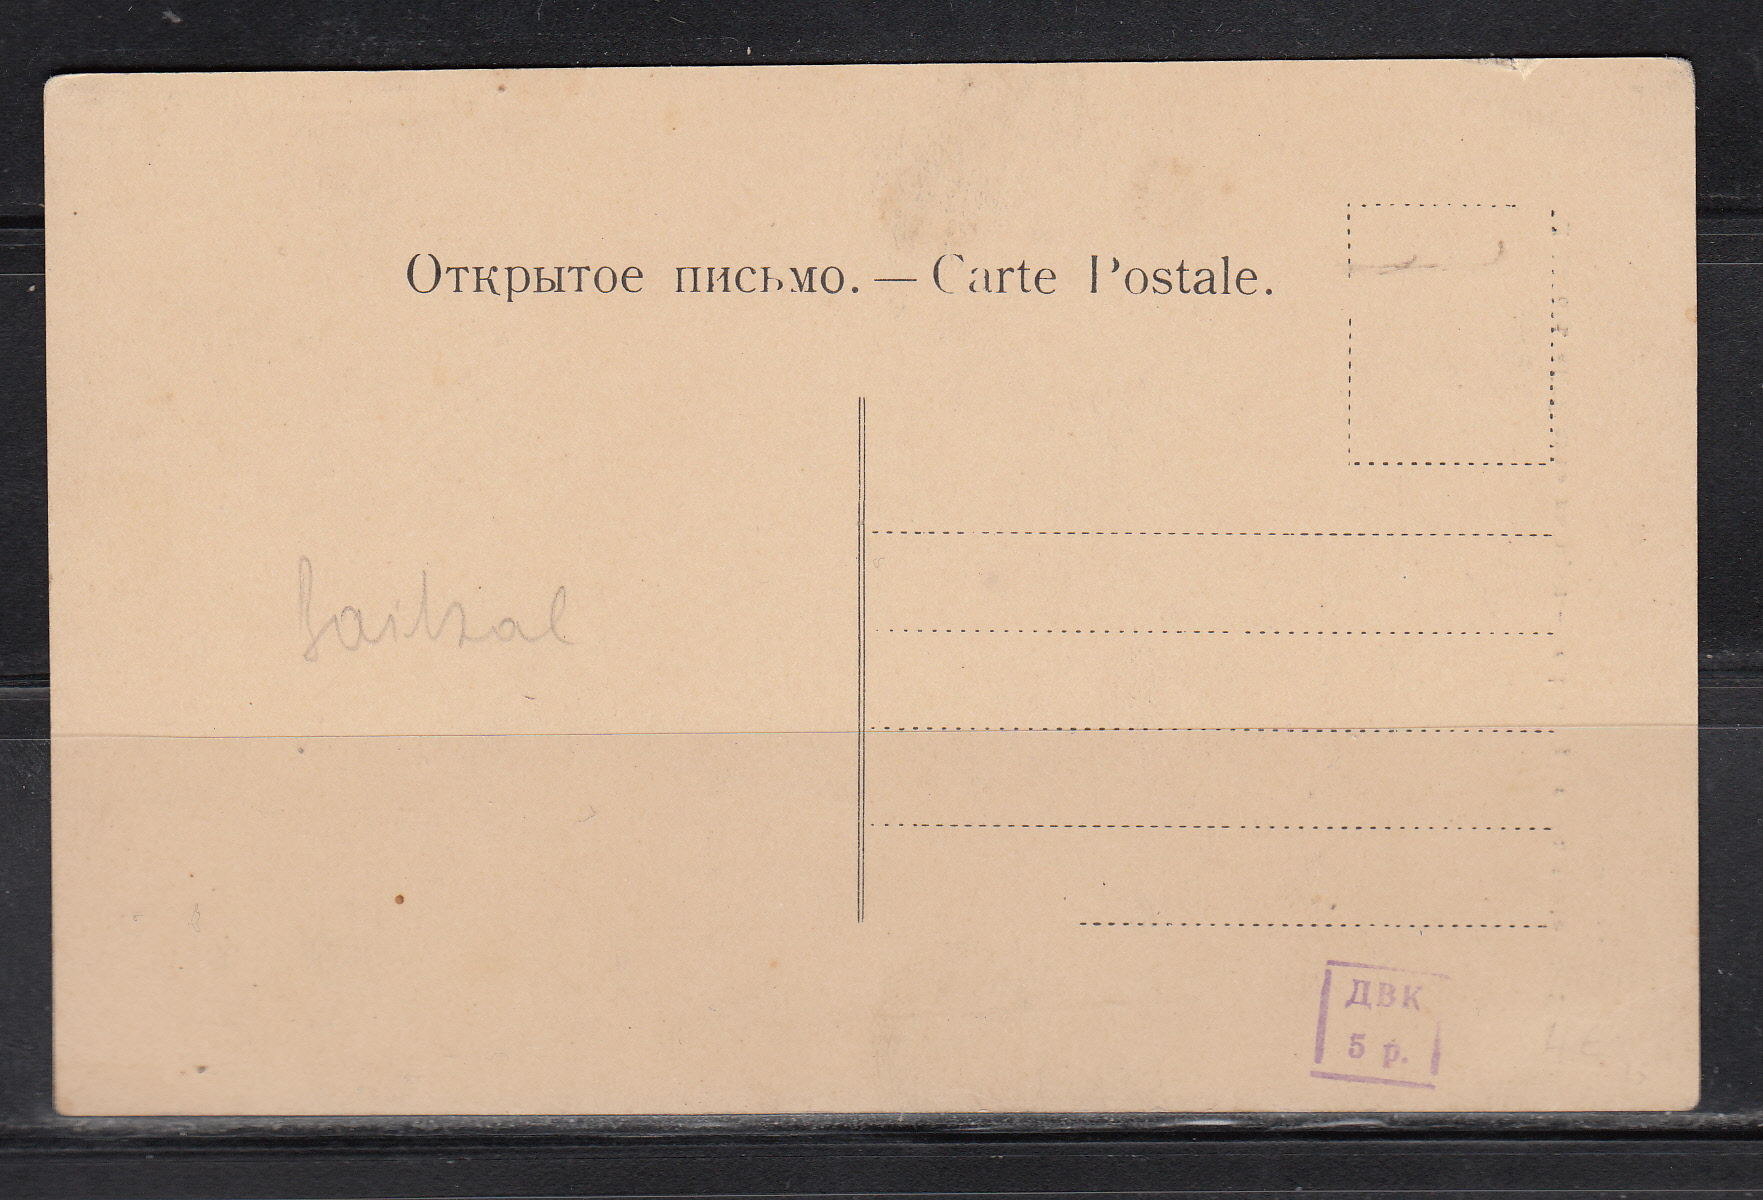 Открытое письмо. — Carte Postale.
Baikal
ДВК
5 р.